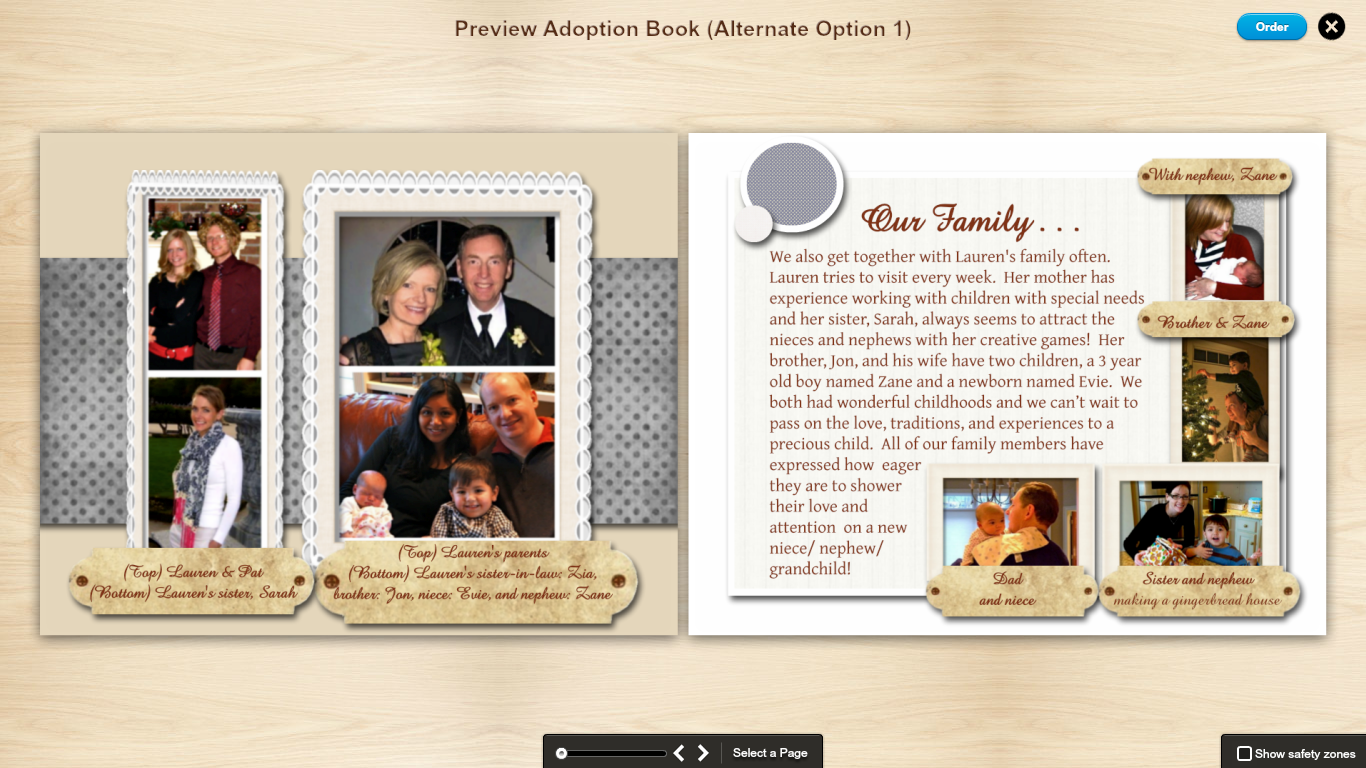 Preview Adoption Book (Alternate Option 1)
Order
(Top) Lauren & Pat
(Bottom) Lauren's sister, Sarah
(Top) Lauren's parents
(Bottom) Lauren's sister-in-law: Zia,
brother: Jon, niece: Evie, and nephew: Zane
With nephew, Zane
Our Family . . .
We also get together with Lauren's family often.
Lauren tries to visit every week. Her mother has
experience working with children with special needs
and her sister, Sarah, always seems to attract the
nieces and nephews with her creative games! Her
brother, Jon, and his wife have two children, a 3 year
old boy named Zane and a newborn named Evie. We
both had wonderful childhoods and we can't wait to
pass on the love, traditions, and experiences to a
precious child. All of our family members have
expressed how eager
they are to shower
their love and
attention on a new
niece/ nephew/
grandchild!
Brother & Zane
Dad
and niece
Sister and nephew
making a gingerbread house
Select a Page
Show safety zones